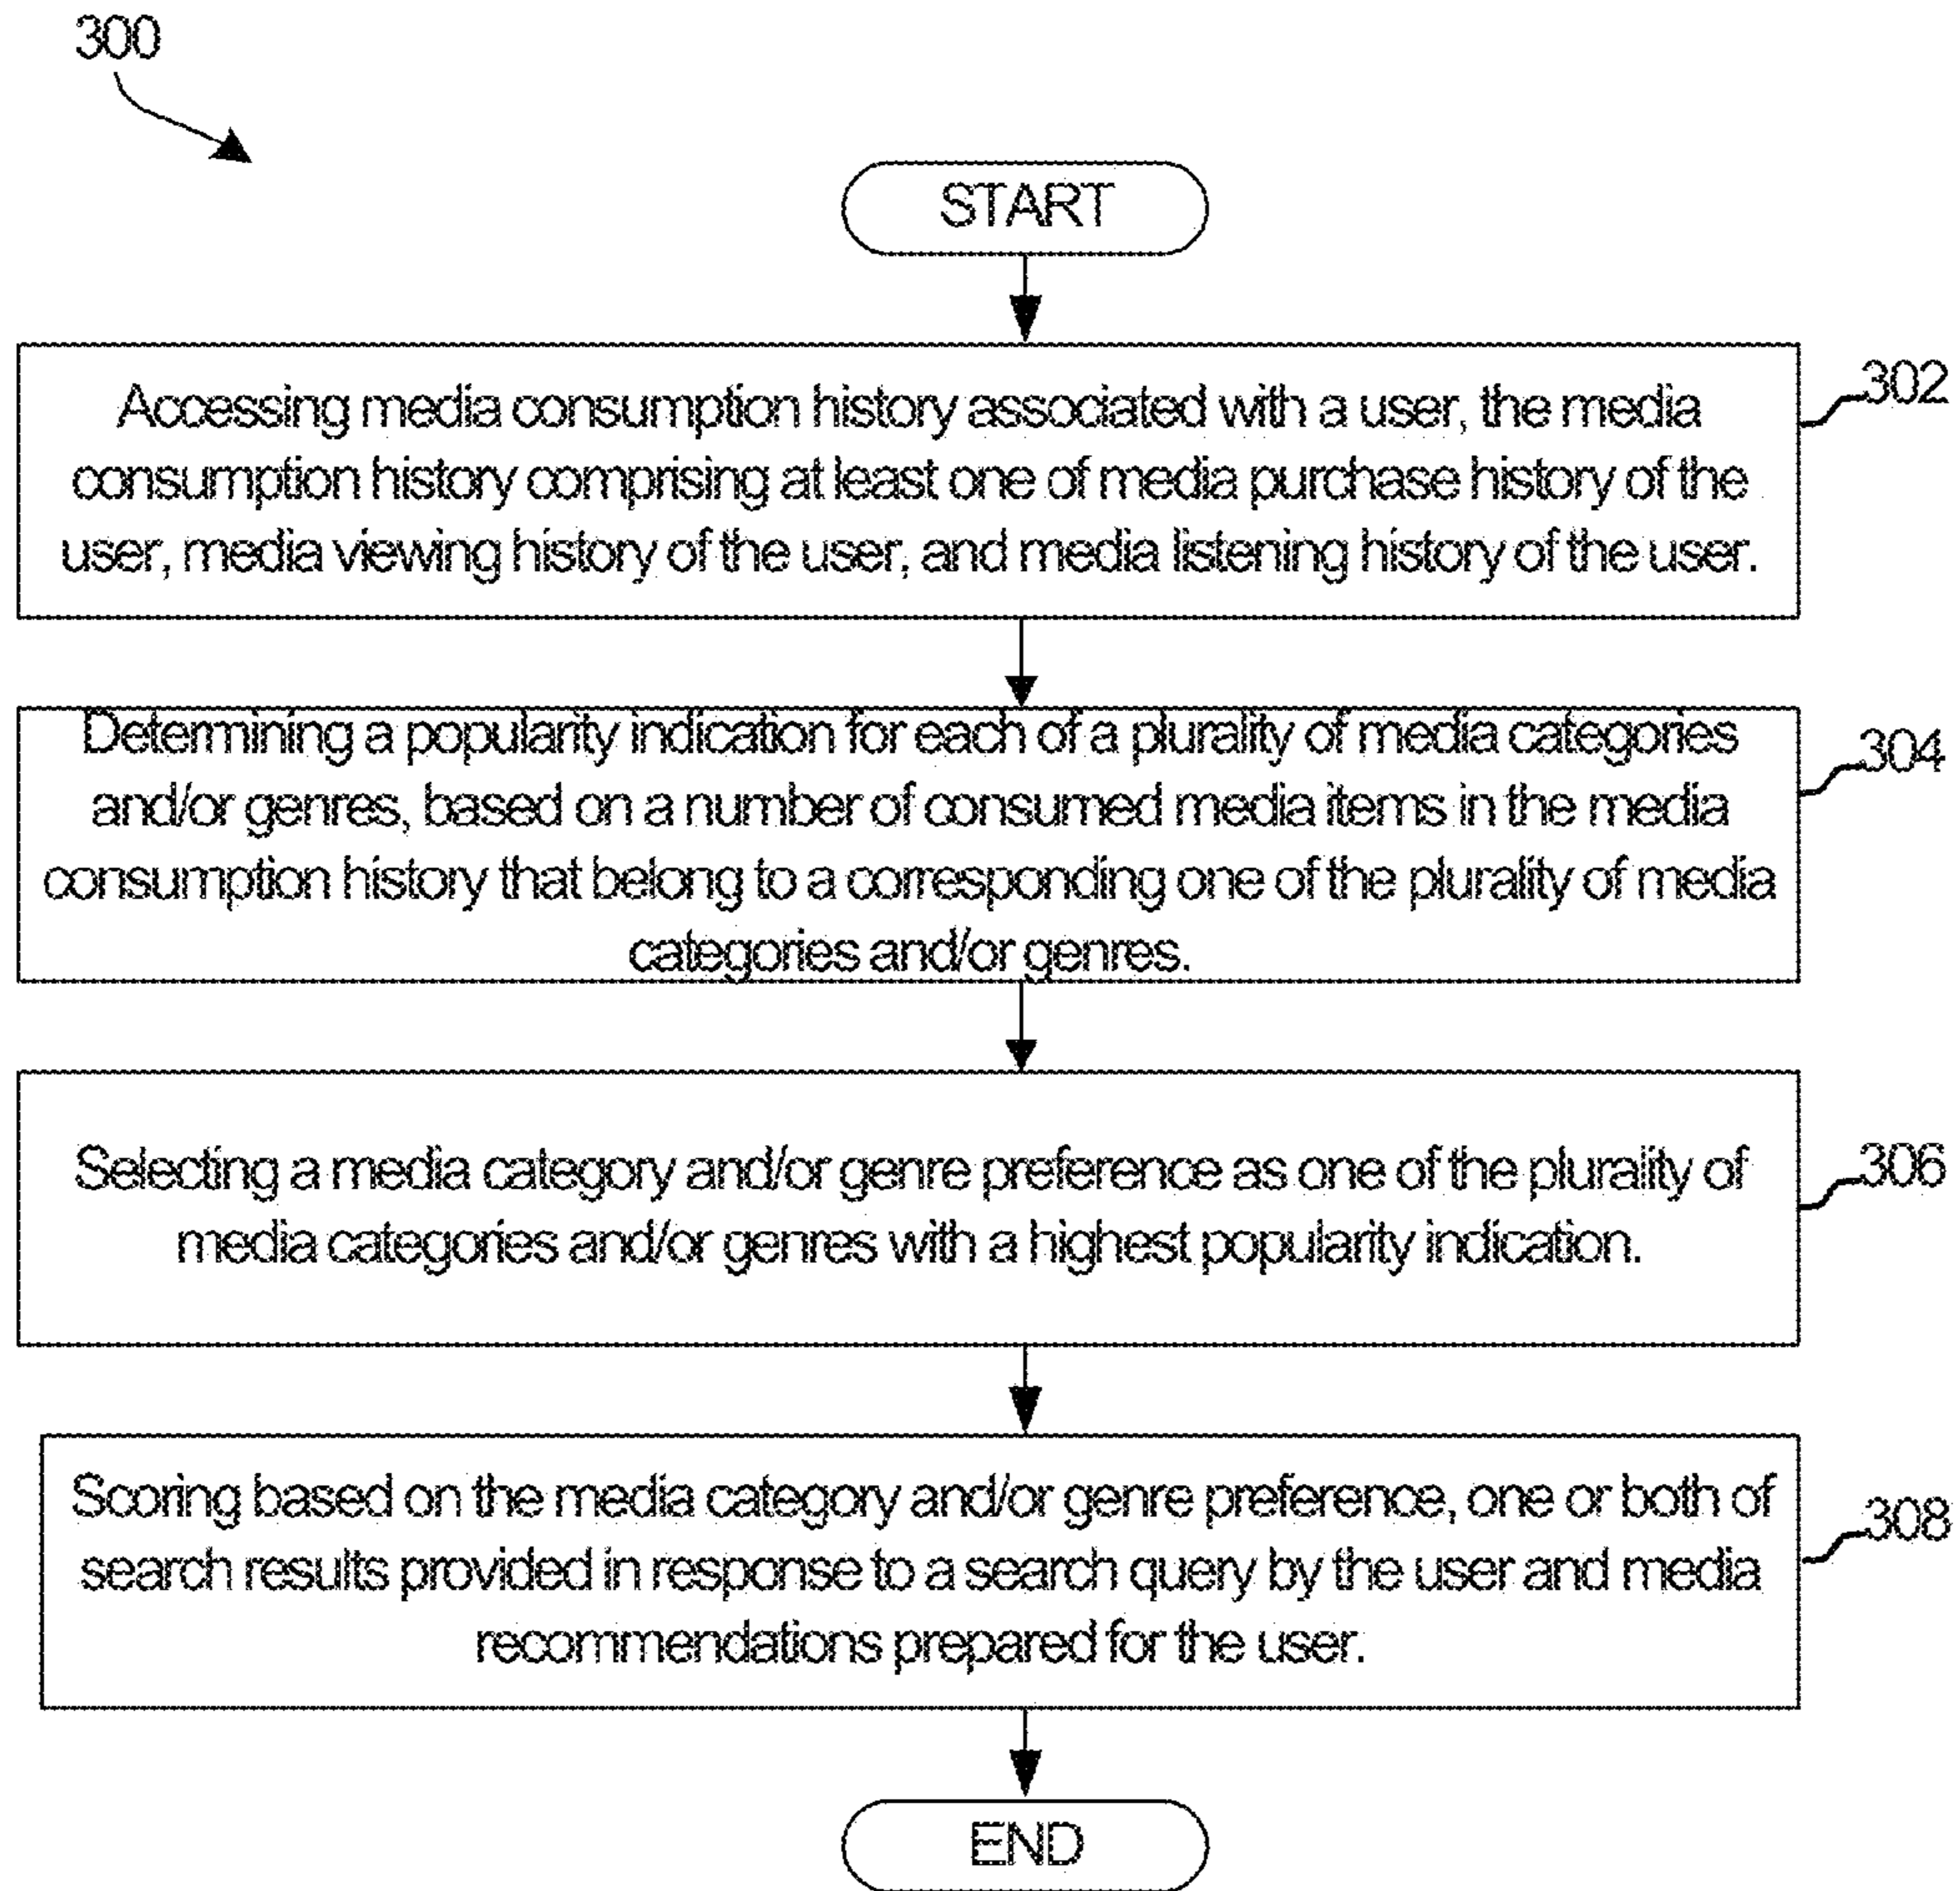 300
START
Accessing media consumption history associated with a user, the media
consumption history comprising at least one of media purchase history of the
user, media viewing history of the user, and media listening history of the user.
302
Determining a popularity indication for each of a plurality of media categories
and/or genres, based on a number of consumed media items in the media
consumption history that belong to a corresponding one of the plurality of media
categories and/or genres.
304
Selecting a media category and/or genre preference as one of the plurality of
media categories and/or genres with a highest popularity indication.
306
Scoring based on the media category and/or genre preference, one or both of
search results provided in response to a search query by the user and media
recommendations prepared for the user.
308
END